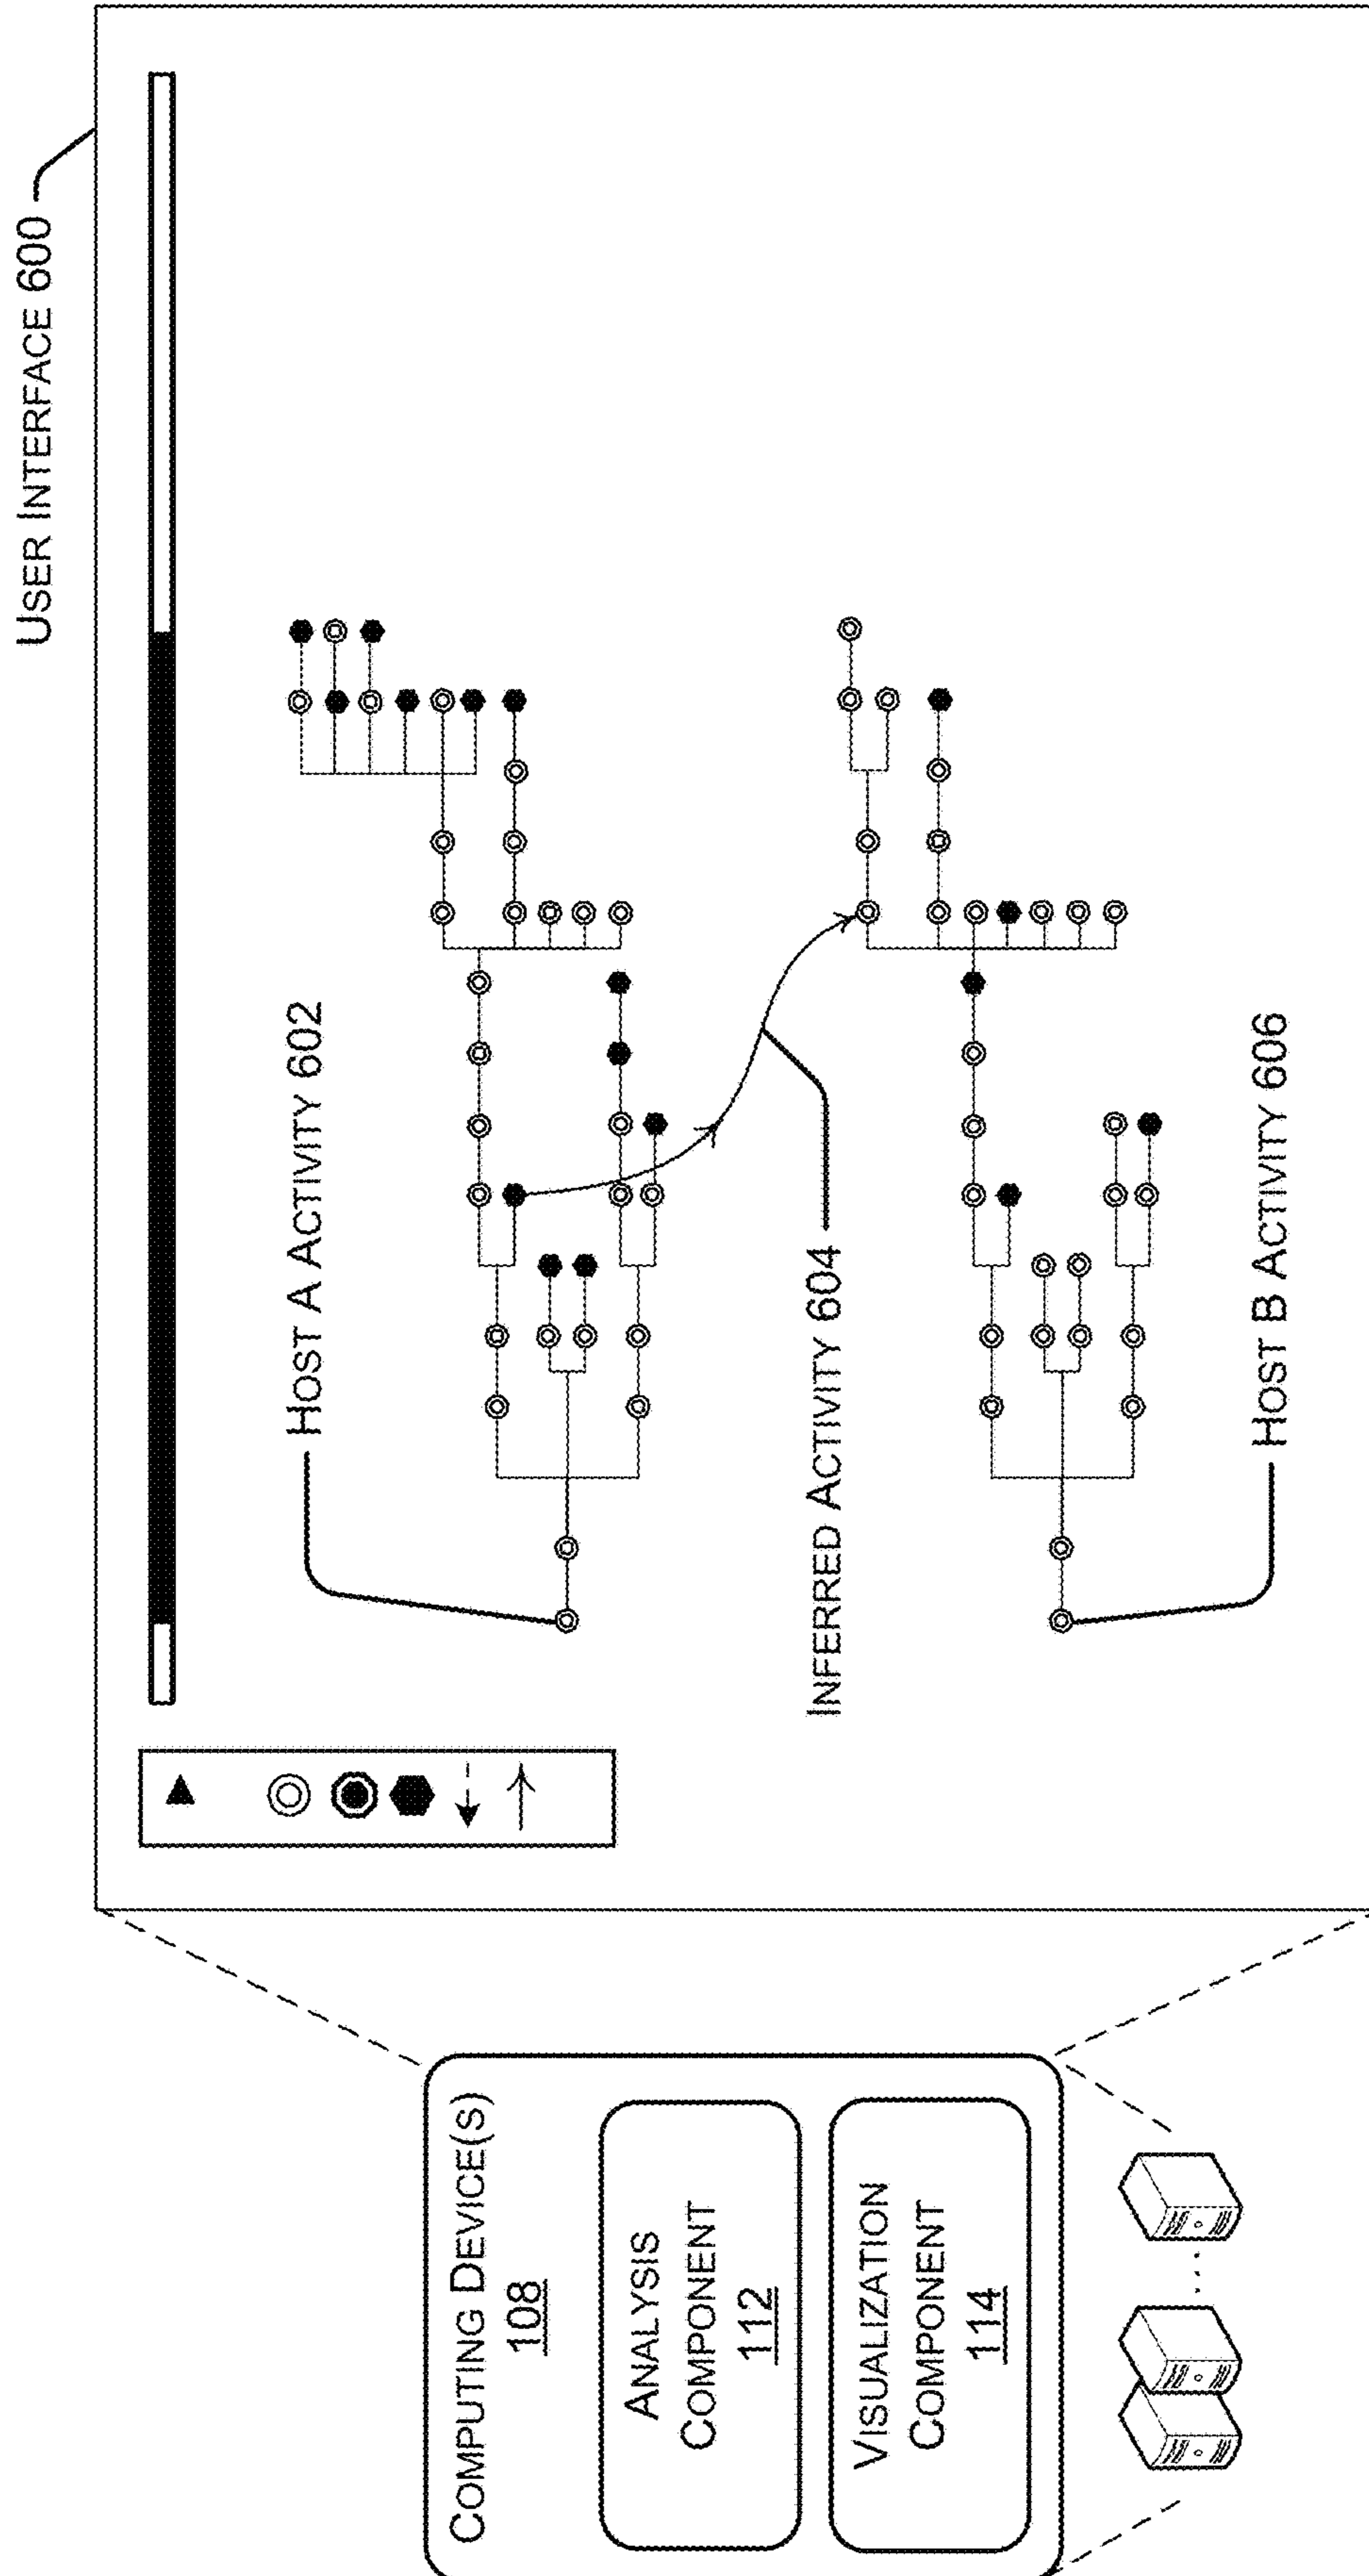 USER INTERFACE 600
COMPUTING DEVICE(S)
108
ANALYSIS
COMPONENT
112
VISUALIZATION
COMPONENT
114
HOST A ACTIVITY 602
INFERRED ACTIVITY 604
HOST B ACTIVITY 606